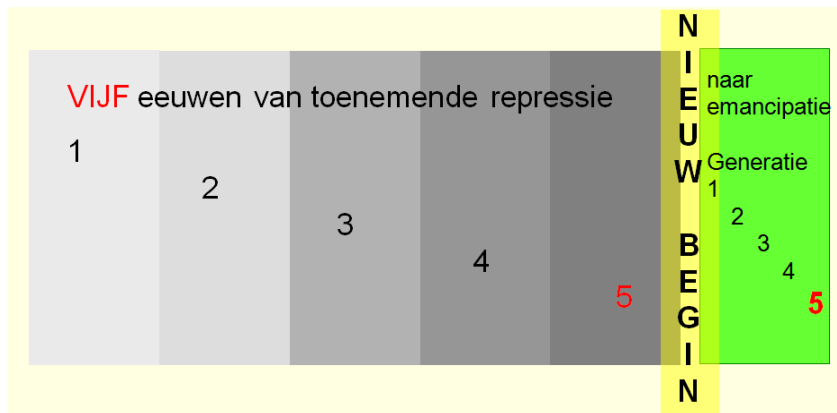 VIJF eeuwen van toenemende repressie
1
2
3
4
5
NIEUW BEGIN
naar
emancipatie
Generatie
1
2
3
4
5